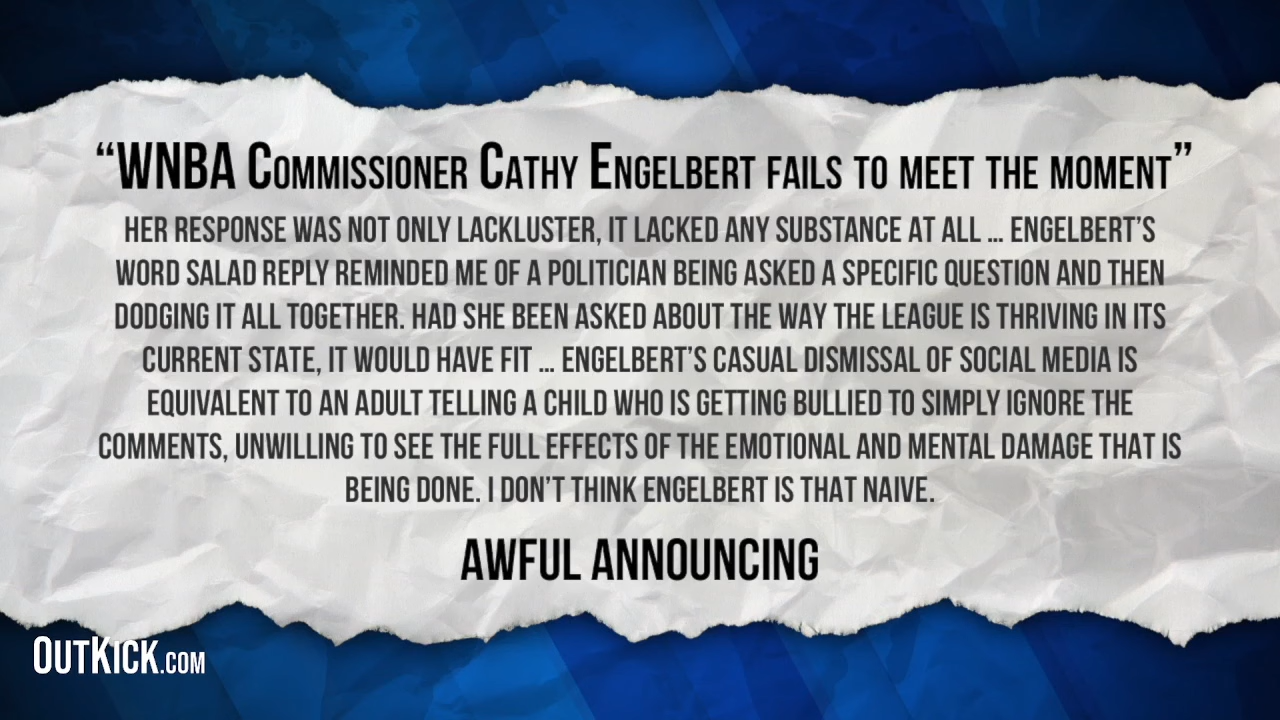 “WNBA Commissioner Cathy Engelbert fails to meet the moment”
HER RESPONSE WAS NOT ONLY LACKLUSTER, IT LACKED ANY SUBSTANCE AT ALL ... ENGELBERT’S
WORD SALAD REPLY REMINDED ME OF A POLITICIAN BEING ASKED A SPECIFIC QUESTION AND THEN
DODGING IT ALL TOGETHER. HAD SHE BEEN ASKED ABOUT THE WAY THE LEAGUE IS THRIVING IN ITS
CURRENT STATE, IT WOULD HAVE FIT ... ENGELBERT’S CASUAL DISMISSAL OF SOCIAL MEDIA IS
EQUIVALENT TO AN ADULT TELLING A CHILD WHO IS GETTING BULLIED TO SIMPLY IGNORE THE
COMMENTS, UNWILLING TO SEE THE FULL EFFECTS OF THE EMOTIONAL AND MENTAL DAMAGE THAT IS
BEING DONE. I DON’T THINK ENGELBERT IS THAT NAIVE.
AWFUL ANNOUNCING
OUTKICK.COM